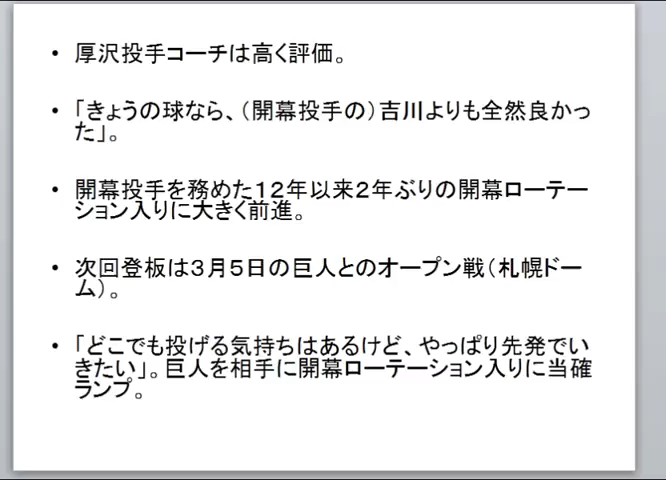 • 厚沢投手コーチは高く評価。
• 「きょうの球なら、（開幕投手の）吉川よりも全然良かっ
た」。
• 開幕投手を務めた１２年以来２年ぶりの開幕ローテー
ション入りに大きく前進。
• 次回登板は３月５日の巨人とのオープン戦（札幌ドー
ム）。
• 「どこでも投げる気持ちはあるけど、やっぱり先発でい
きたい」。巨人を相手に開幕ローテーション入りに当確
ランプ。